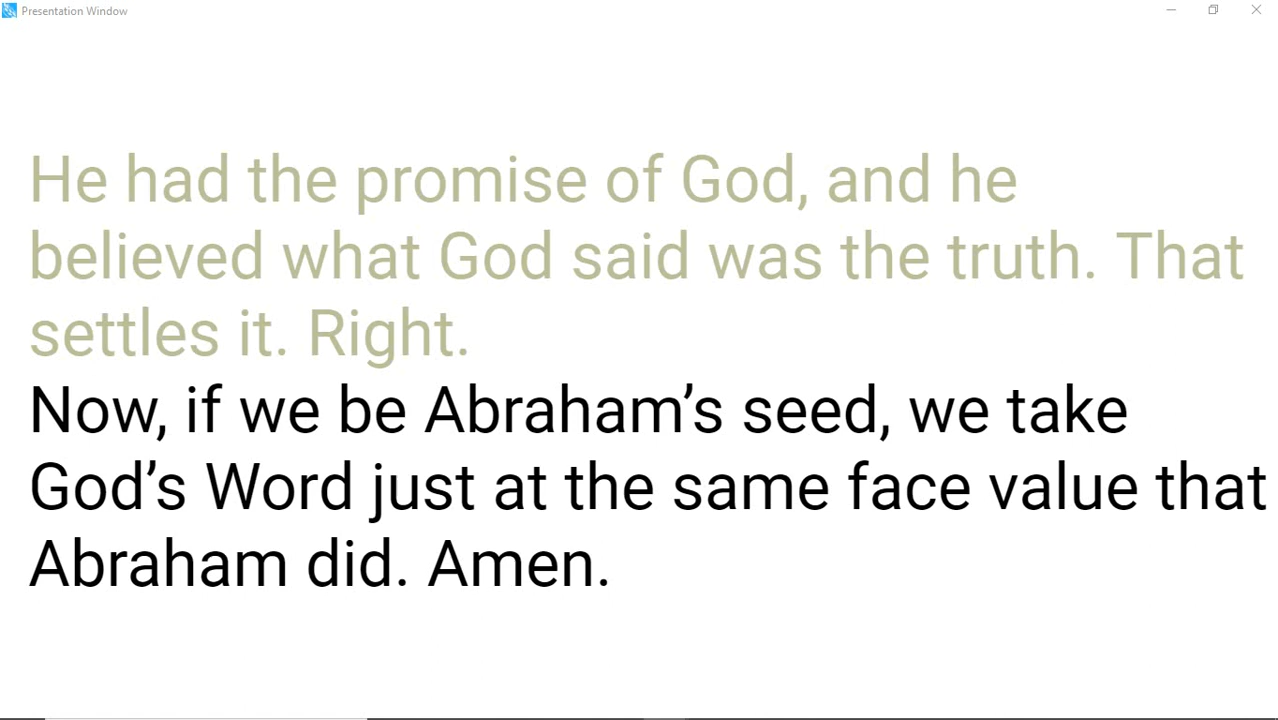 Presentation Window
He had the promise of God, and he
believed what God said was the truth. That
settles it. Right.
Now, if we be Abraham’s seed, we take
God’s Word just at the same face value that
Abraham did. Amen.